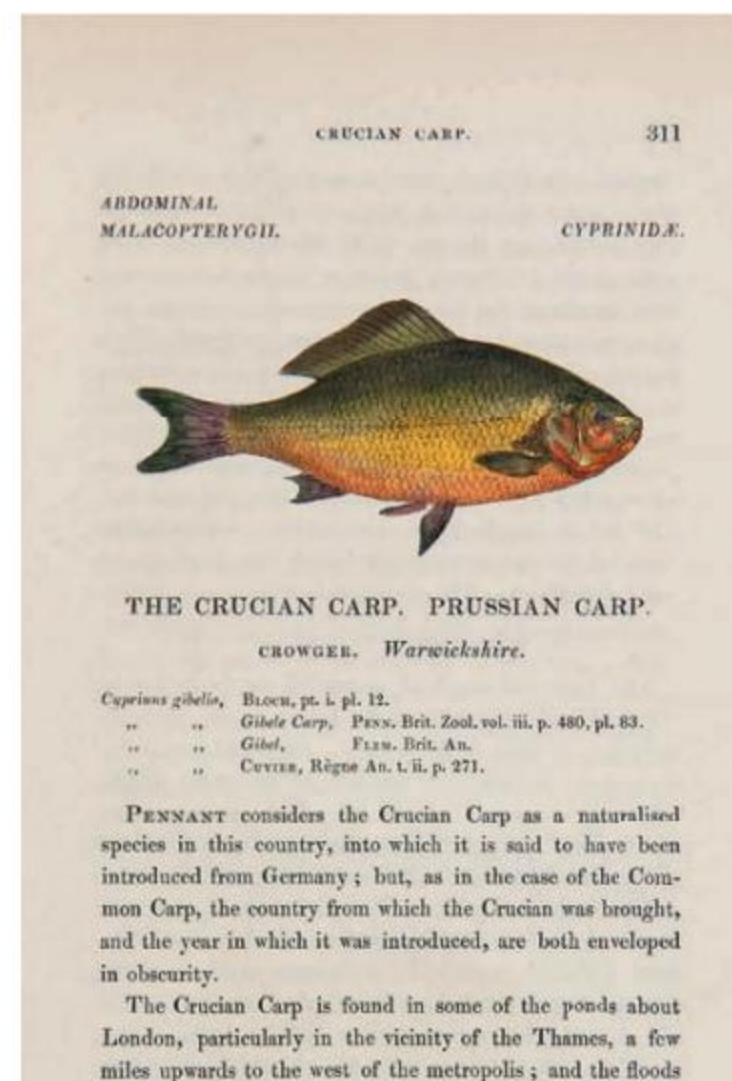 CRUCIAN CARP. 311
ABDOMINAL
MALACOPTERYGII. CYPRINIDÆ.
THE CRUCIAN CARP. PRUSSIAN CARP.
CROWGER. Warwickshire.
Cyprinus gibelio, BLOCH, pt. i. pl. 12.
„ „ Gibele Carp, PENN. Brit. Zool. vol. iii. p. 480, pl. 83.
„ „ Gibel, FLEM. Brit. An.
„ „ CUVIER, Règne An. t. ii. p. 271.
PENNANT considers the Crucian Carp as a naturalised
species in this country, into which it is said to have been
introduced from Germany ; but, as in the case of the Com-
mon Carp, the country from which the Crucian was brought,
and the year in which it was introduced, are both enveloped
in obscurity.
The Crucian Carp is found in some of the ponds about
London, particularly in the vicinity of the Thames, a few
miles upwards to the west of the metropolis ; and the floods